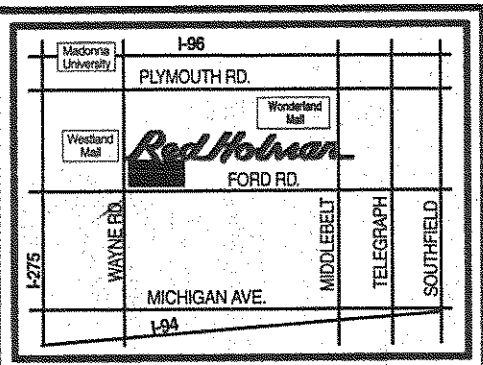 I-96
Madonna
University
PLYMOUTH RD.
Wonderland
Mall
Westland
Mall
Red Holman
FORD RD.
I-275
WAYNE RD.
MIDDLEBELT
TELEGRAPH
SOUTHFIELD
MICHIGAN AVE.
I-94